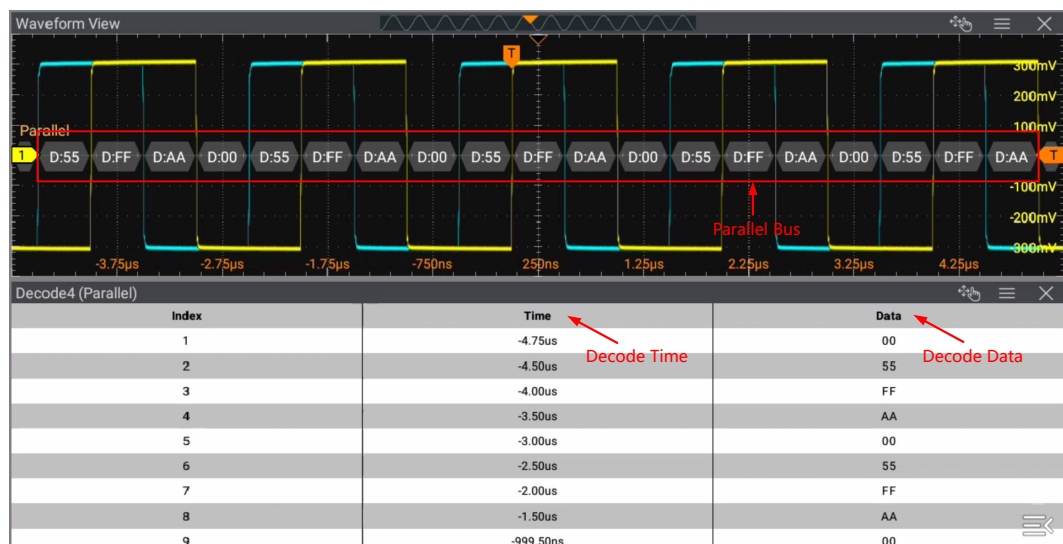 Waveform View
T
300mV
200mV
100mV
Parallel
1 D:55 D:FF D:AA D:00 D:55 D:FF D:AA D:00 D:55 D:FF D:AA D:00 D:55 D:FF D:AA D:00 D:55 D:FF D:AA T
-100mV
Parallel Bus
-200mV
-300mV
-3.75µs -2.75µs -1.75µs -750ns 250ns 1.25µs 2.25µs 3.25µs 4.25µs
Decode4 (Parallel)
Index Time Data
Decode Time Decode Data
1 -4.75us 00
2 -4.50us 55
3 -4.00us FF
4 -3.50us AA
5 -3.00us 00
6 -2.50us 55
7 -2.00us FF
8 -1.50us AA
9 -999.50ns 00